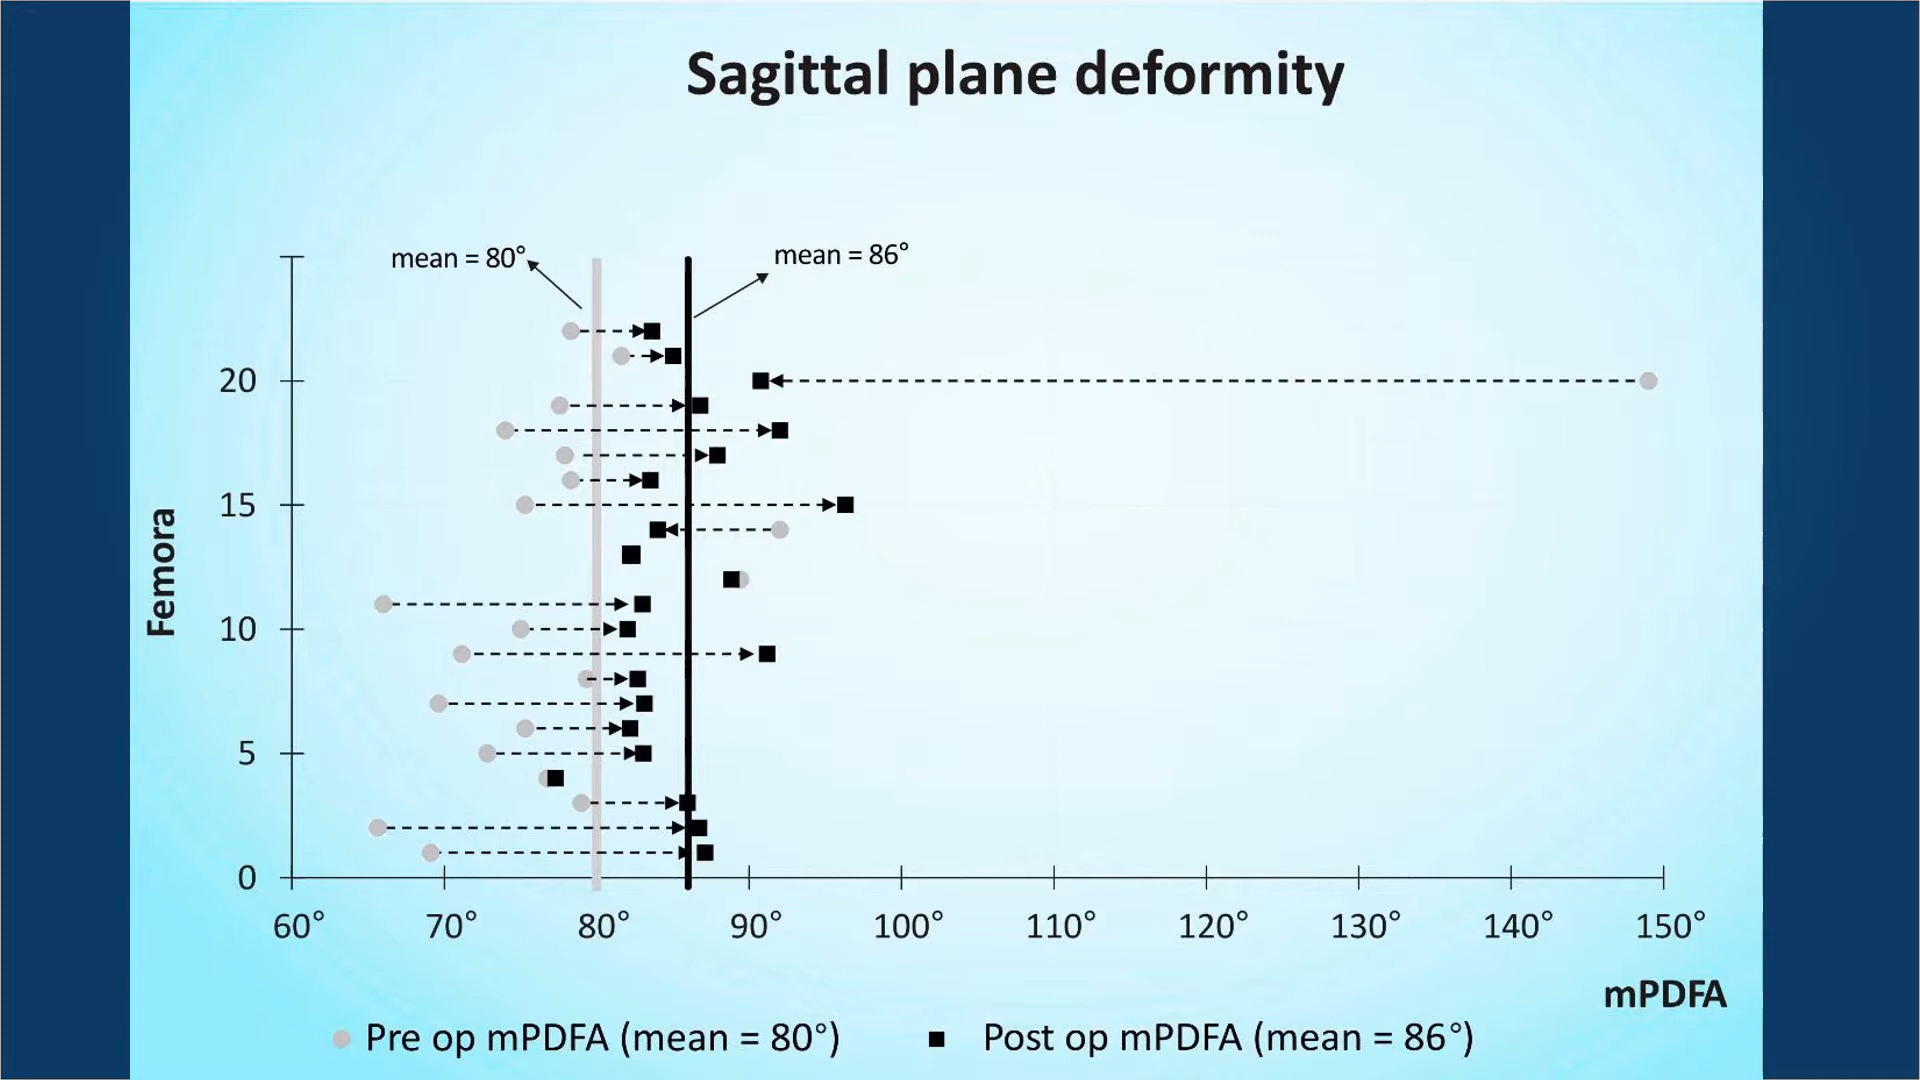 Sagittal plane deformity
mean = 80°
mean = 86°
20
15
10
5
0
Femora
60° 70° 80° 90° 100° 110° 120° 130° 140° 150°
mPDFA
Pre op mPDFA (mean = 80°) Post op mPDFA (mean = 86°)